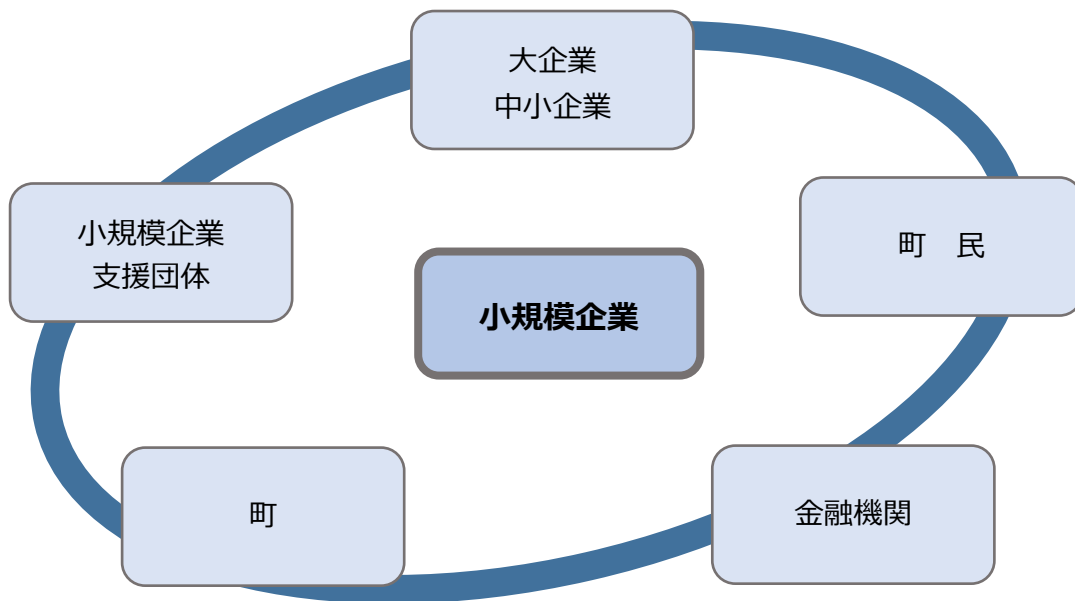 大企業
中小企業
小規模企業
支援団体
町　民
小規模企業
町
金融機関